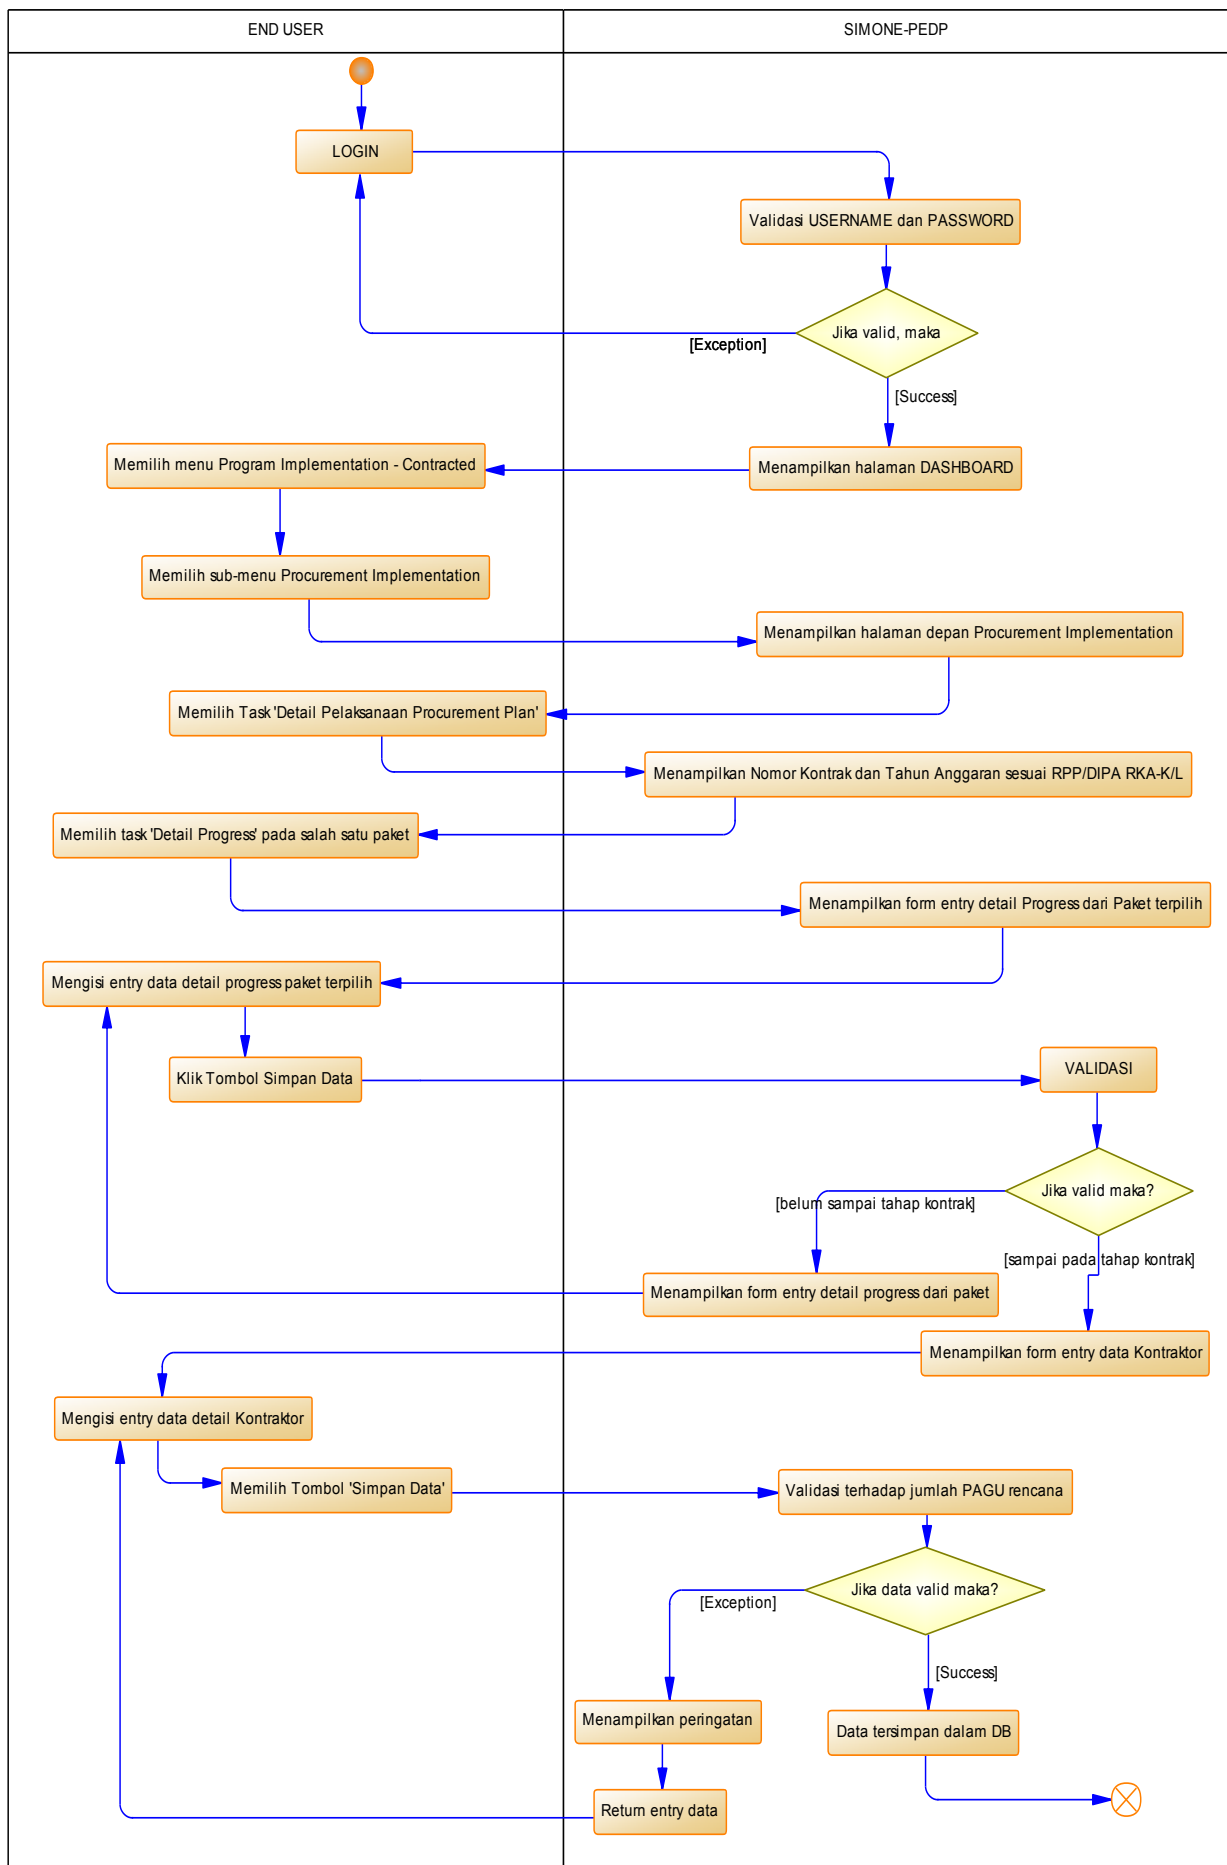 END USER
SIMONE-PEDP
LOGIN
Validasi USERNAME dan PASSWORD
Jika valid, maka
[Exception]
[Success]
Memilih menu Program Implementation - Contracted
Menampilkan halaman DASHBOARD
Memilih sub-menu Procurement Implementation
Menampilkan halaman depan Procurement Implementation
Memilih Task 'Detail Pelaksanaan Procurement Plan'
Menampilkan Nomor Kontrak dan Tahun Anggaran sesuai RPP/DIPA RKA-K/L
Memilih task 'Detail Progress' pada salah satu paket
Menampilkan form entry detail Progress dari Paket terpilih
Mengisi entry data detail progress paket terpilih
Klik Tombol Simpan Data
VALIDASI
Jika valid maka?
[belum sampai tahap kontrak]
[sampai pada tahap kontrak]
Menampilkan form entry detail progress dari paket
Menampilkan form entry data Kontraktor
Mengisi entry data detail Kontraktor
Memilih Tombol 'Simpan Data'
Validasi terhadap jumlah PAGU rencana
Jika data valid maka?
[Exception]
[Success]
Menampilkan peringatan
Data tersimpan dalam DB
Return entry data